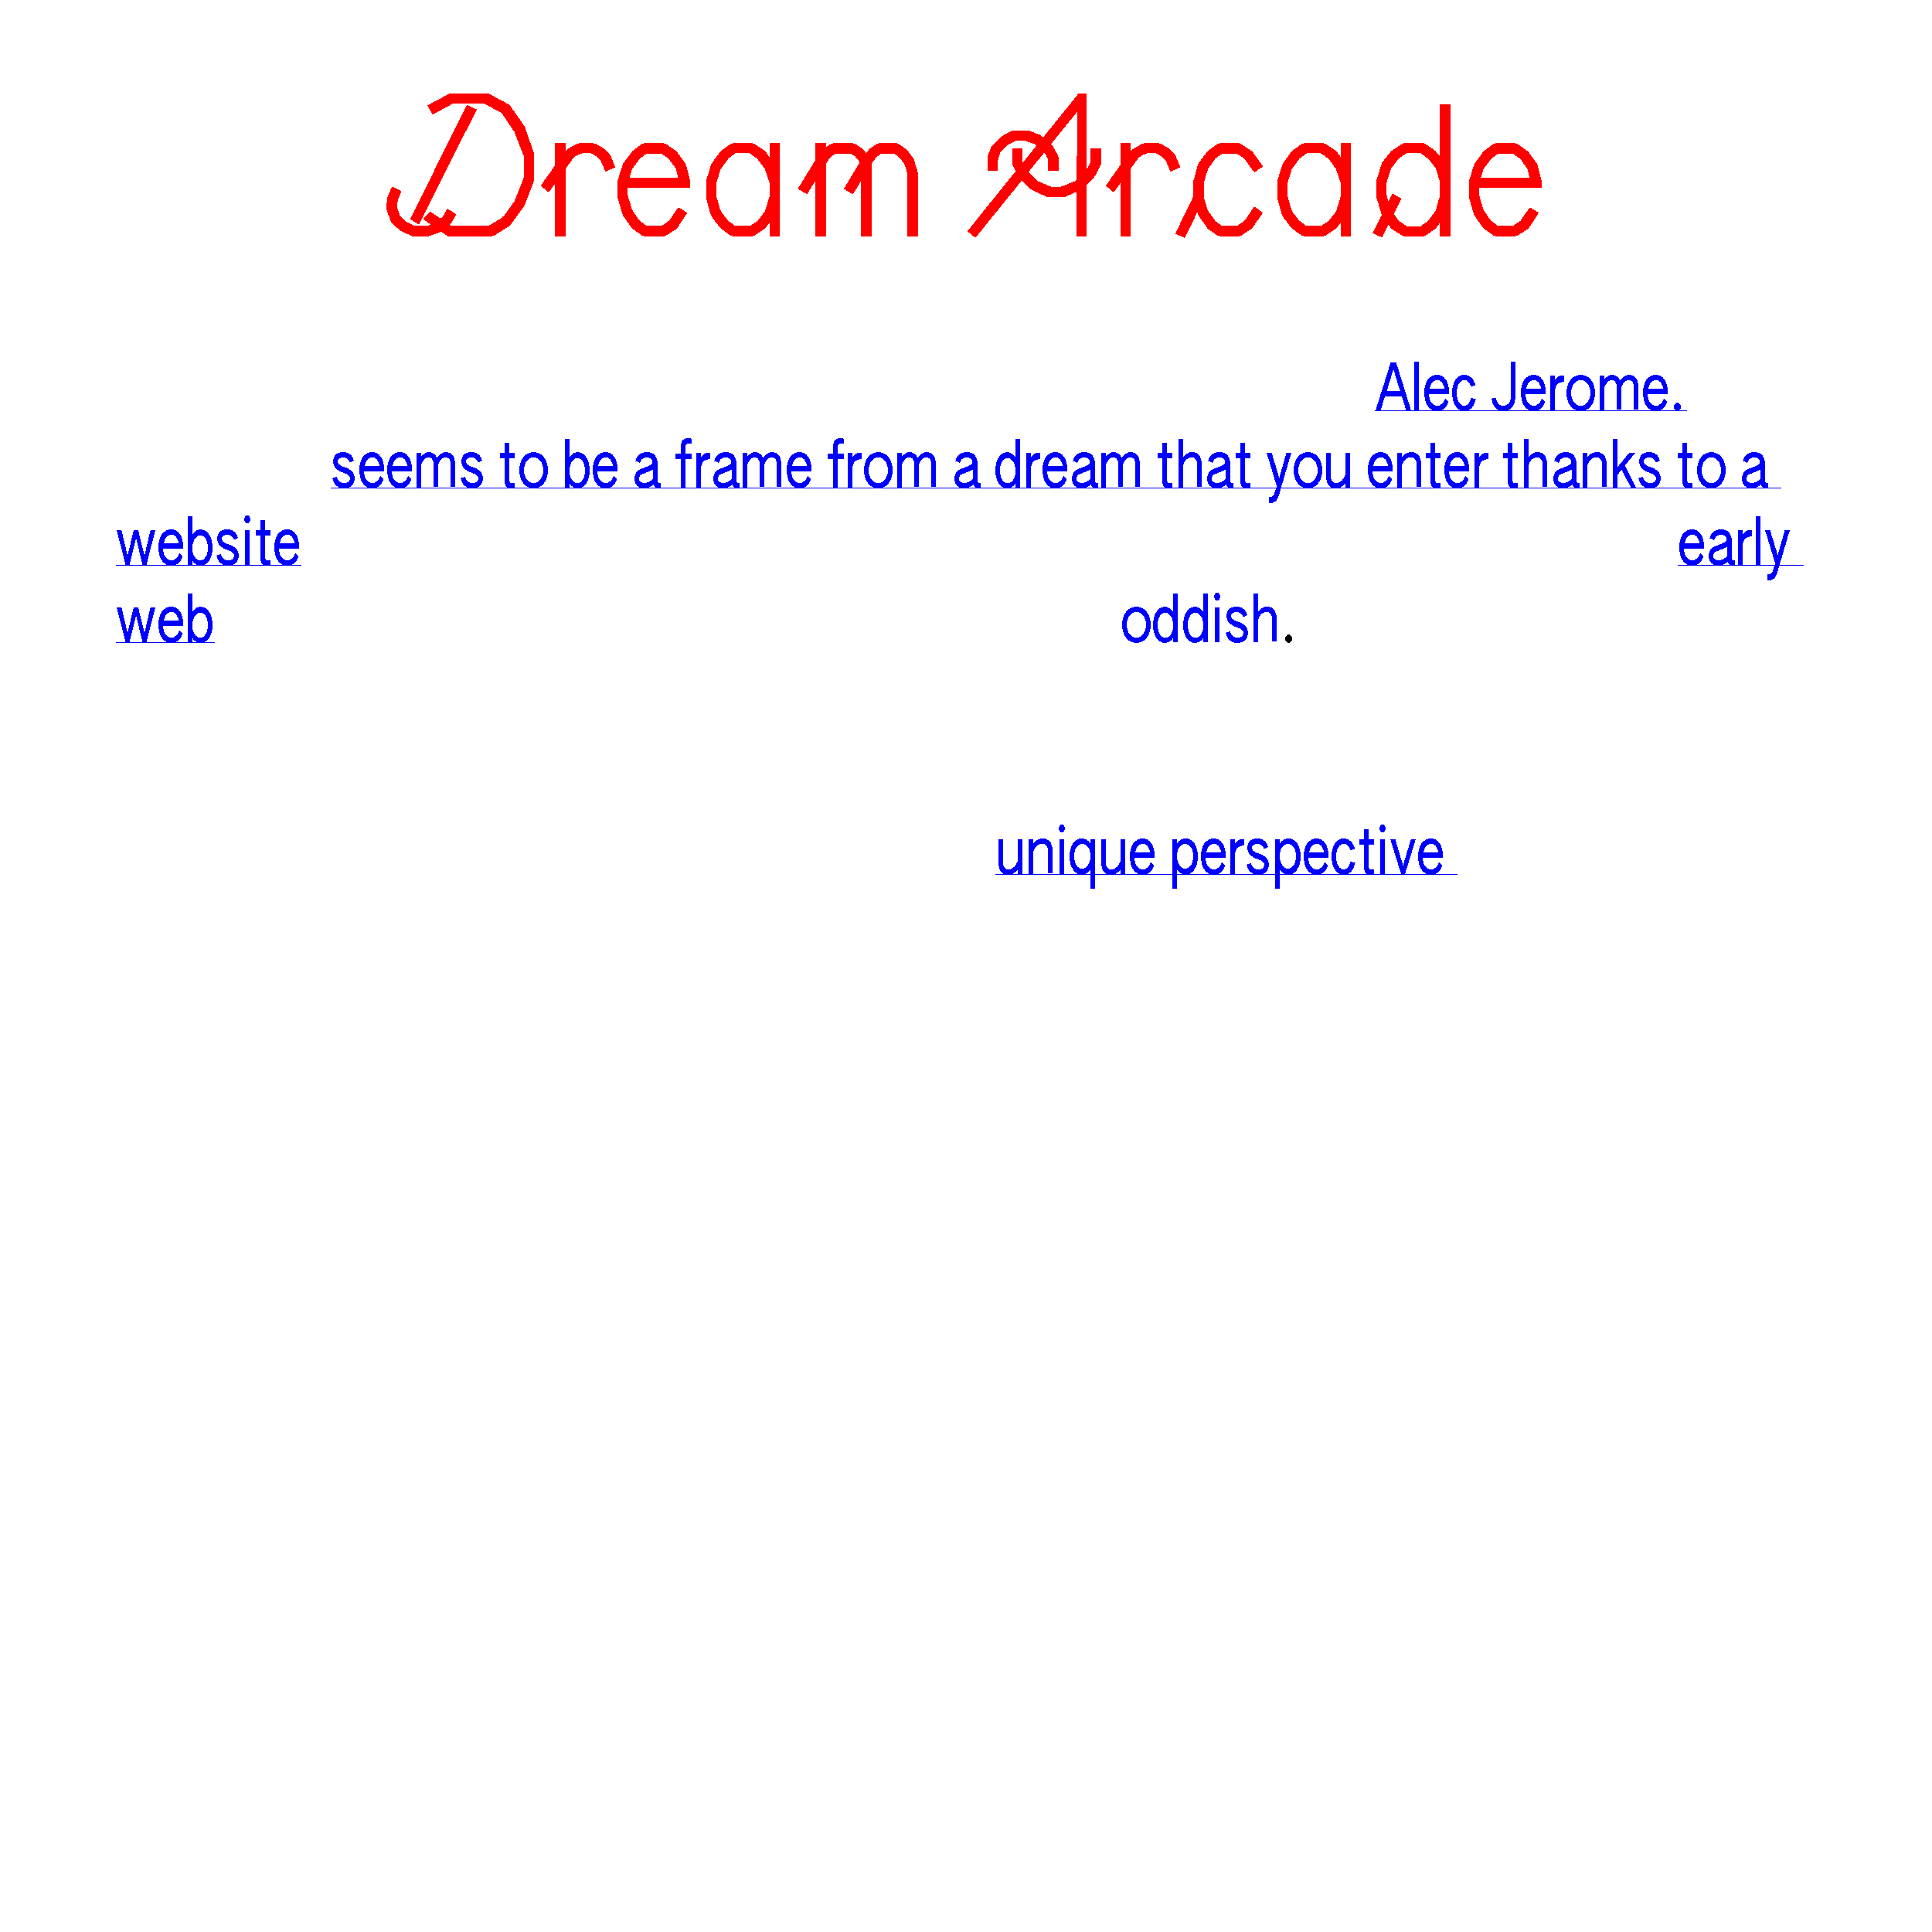 Dream Arcade
Alec Jerome.
seems to be a frame from a dream that you enter thanks to a
website early
web oddish.
unique perspective